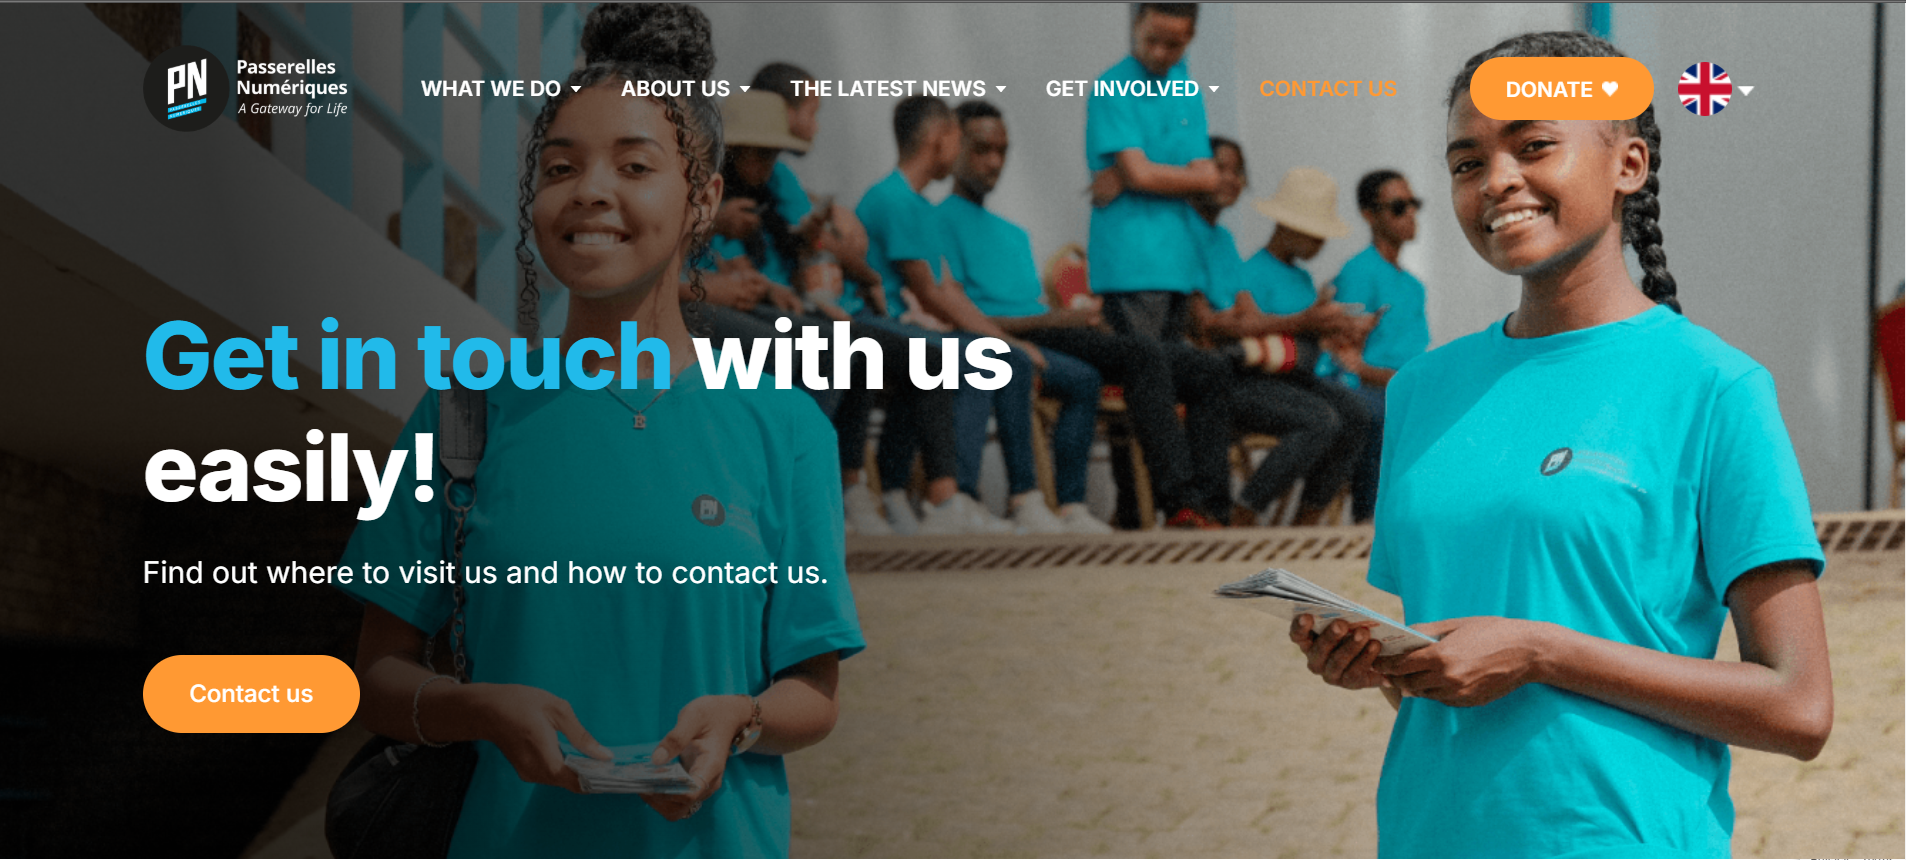 PN
PASSERELLES
NUMÉRIQUES
Passerelles
Numériques
A Gateway for Life
WHAT WE DO
ABOUT US
THE LATEST NEWS
GET INVOLVED
CONTACT US
DONATE
Get in touch with us
easily!
E
Find out where to visit us and how to contact us.
Contact us